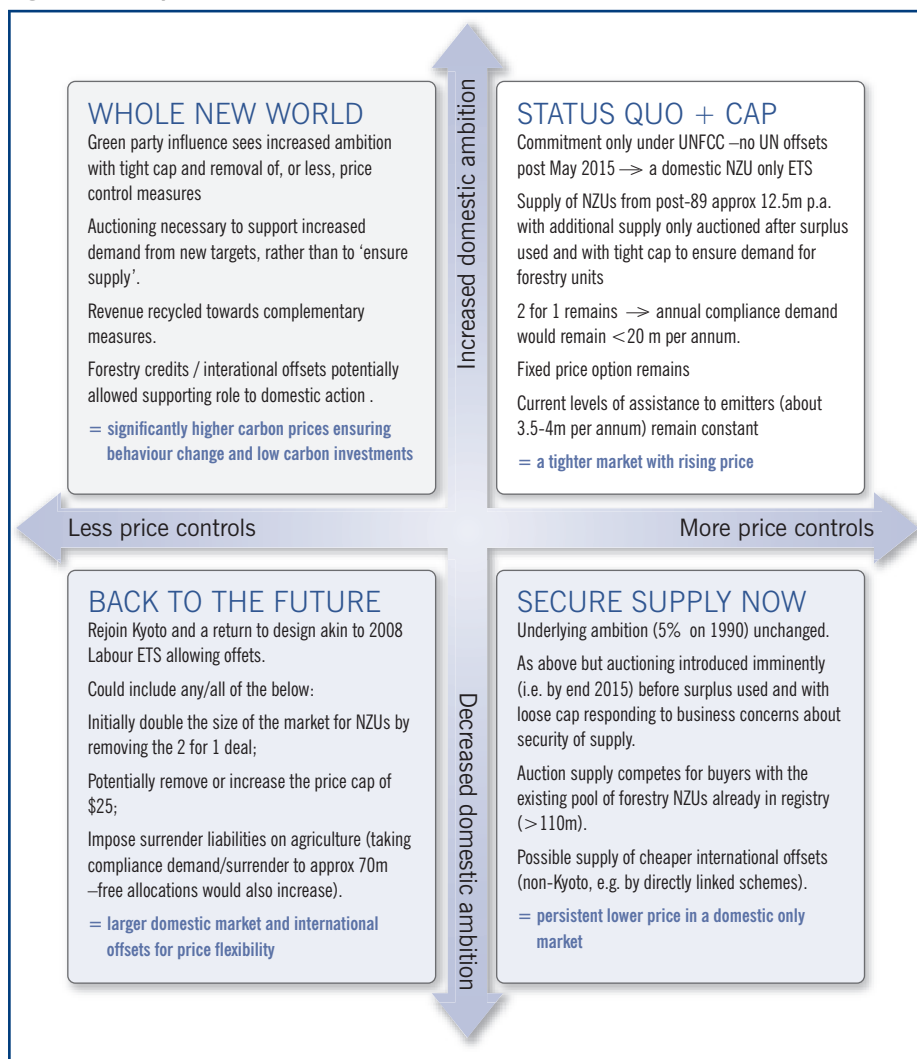 Increased domestic ambition
WHOLE NEW WORLD
Green party influence sees increased ambition
with tight cap and removal of, or less, price
control measures
Auctioning necessary to support increased
demand from new targets, rather than to ‘ensure
supply’.
Revenue recycled towards complementary
measures.
Forestry credits / interational offsets potentially
allowed supporting role to domestic action .
= significantly higher carbon prices ensuring
behaviour change and low carbon investments
STATUS QUO + CAP
Commitment only under UNFCC –no UN offsets
post May 2015 –> a domestic NZU only ETS
Supply of NZUs from post-89 approx 12.5m p.a.
with additional supply only auctioned after surplus
used and with tight cap to ensure demand for
forestry units
2 for 1 remains –> annual compliance demand
would remain <20 m per annum.
Fixed price option remains
Current levels of assistance to emitters (about
3.5-4m per annum) remain constant
= a tighter market with rising price
Less price controls
More price controls
BACK TO THE FUTURE
Rejoin Kyoto and a return to design akin to 2008
Labour ETS allowing offets.
Could include any/all of the below:
Initially double the size of the market for NZUs by
removing the 2 for 1 deal;
Potentially remove or increase the price cap of
$25;
Impose surrender liabilities on agriculture (taking
compliance demand/surrender to approx 70m
–free allocations would also increase).
= larger domestic market and international
offsets for price flexibility
Decreased domestic ambition
SECURE SUPPLY NOW
Underlying ambition (5% on 1990) unchanged.
As above but auctioning introduced imminently
(i.e. by end 2015) before surplus used and with
loose cap responding to business concerns about
security of supply.
Auction supply competes for buyers with the
existing pool of forestry NZUs already in registry
(>110m).
Possible supply of cheaper international offsets
(non-Kyoto, e.g. by directly linked schemes).
= persistent lower price in a domestic only
market